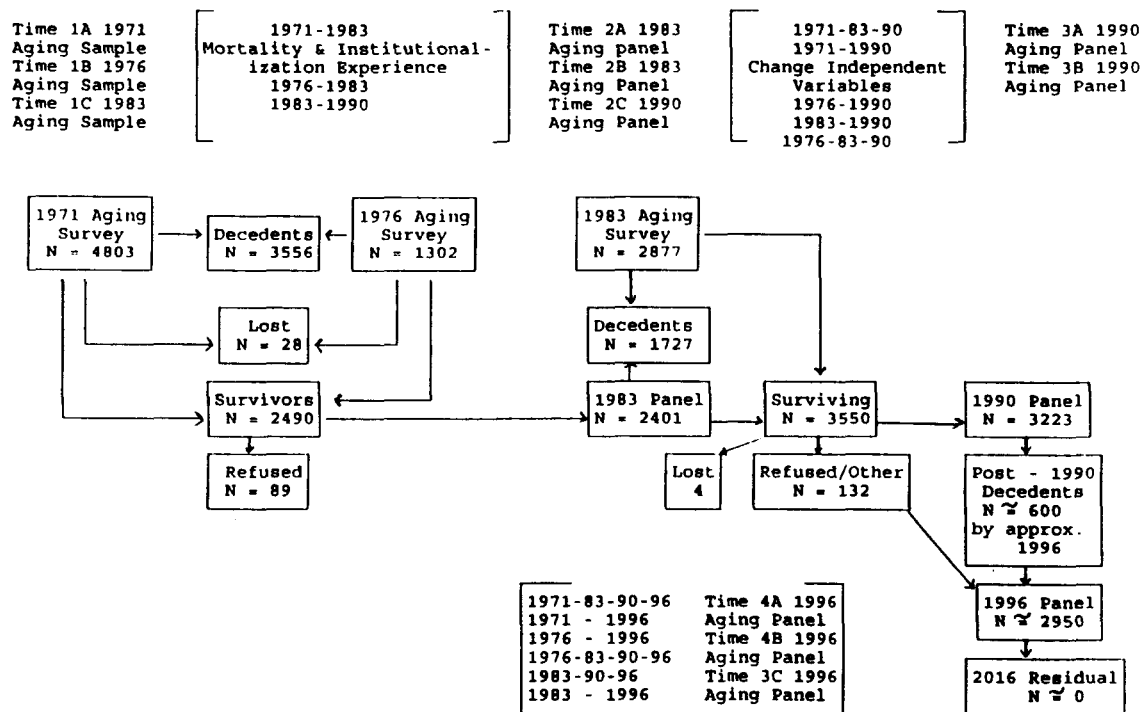 Time 1A 1971
Aging Sample
Time 1B 1976
Aging Sample
Time 1C 1983
Aging Sample
1971-1983
Mortality & Institutional-
ization Experience
1976-1983
1983-1990
Time 2A 1983
Aging panel
Time 2B 1983
Aging Panel
Time 2C 1990
Aging Panel
1971-83-90
1971-1990
Change Independent
Variables
1976-1990
1983-1990
1976-83-90
Time 3A 1990
Aging Panel
Time 3B 1990
Aging Panel
1971 Aging
Survey
N = 4803
Decedents
N = 3556
1976 Aging
Survey
N = 1302
1983 Aging
Survey
N = 2877
Lost
N = 28
Decedents
N = 1727
Survivors
N = 2490
1983 Panel
N = 2401
Surviving
N = 3550
1990 Panel
N = 3223
Refused
N = 89
Lost
4
Refused/Other
N = 132
Post - 1990
Decedents
N ≅ 600
by approx.
1996
1971-83-90-96 Time 4A 1996
1971 - 1996 Aging Panel
1976 - 1996 Time 4B 1996
1976-83-90-96 Aging Panel
1983-90-96 Time 3C 1996
1983 - 1996 Aging Panel
1996 Panel
N ≅ 2950
2016 Residual
N ≅ 0